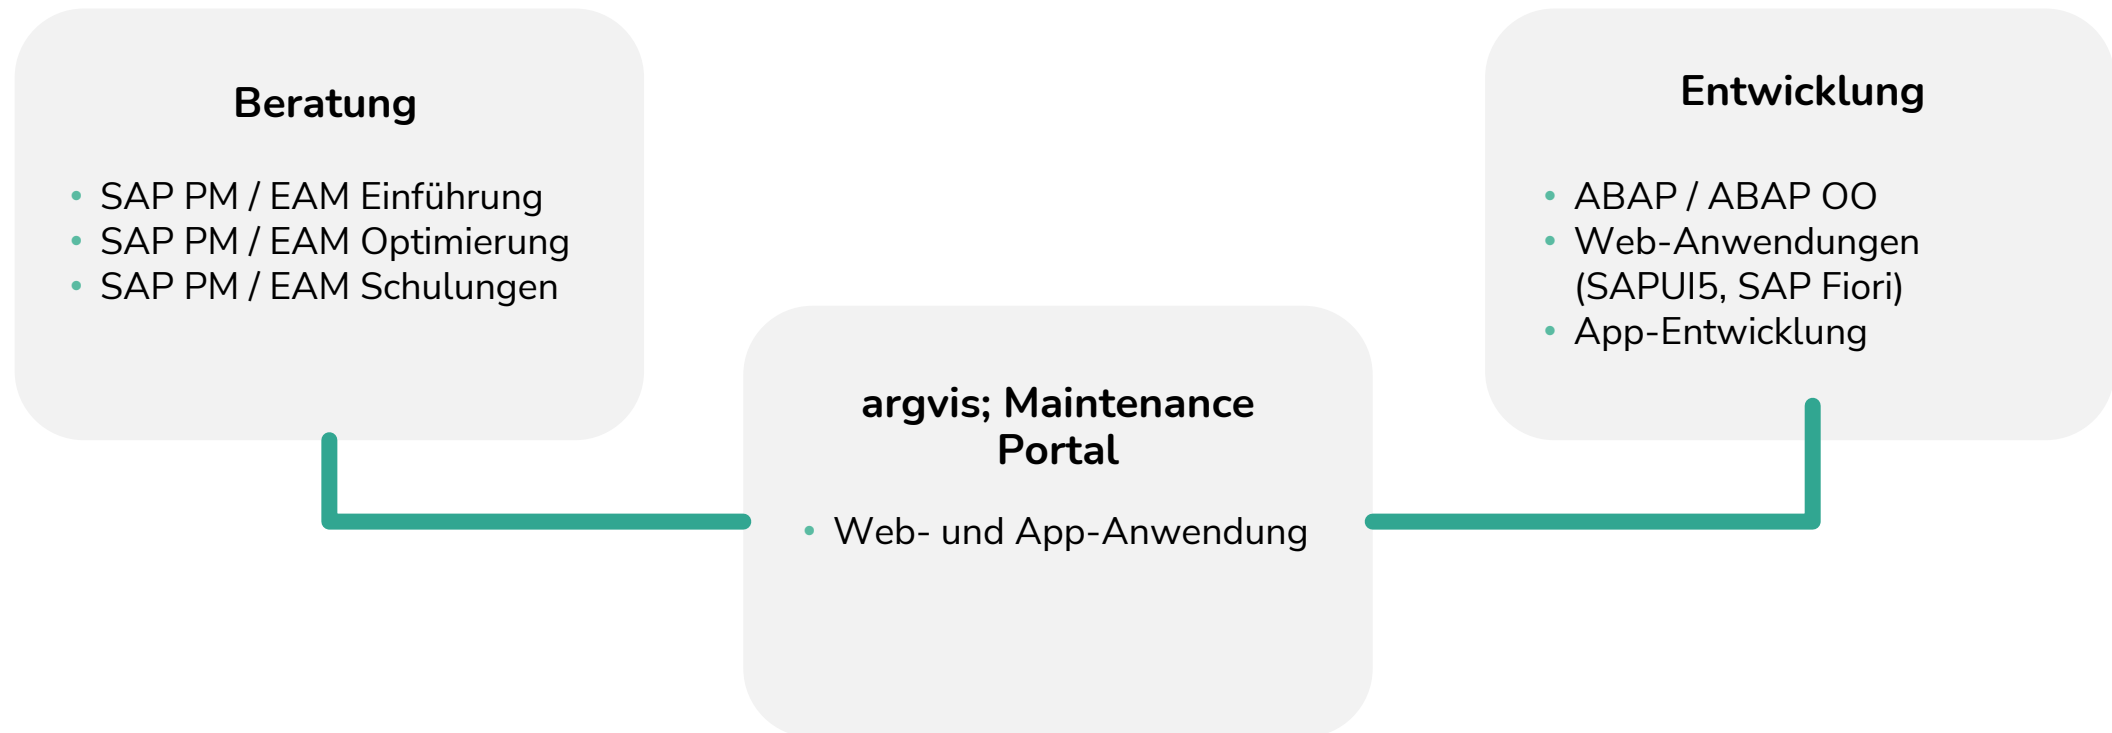 Beratung
• SAP PM / EAM Einführung
• SAP PM / EAM Optimierung
• SAP PM / EAM Schulungen
argvis; Maintenance
Portal
• Web- und App-Anwendung
Entwicklung
• ABAP / ABAP OO
• Web-Anwendungen
(SAPUI5, SAP Fiori)
• App-Entwicklung